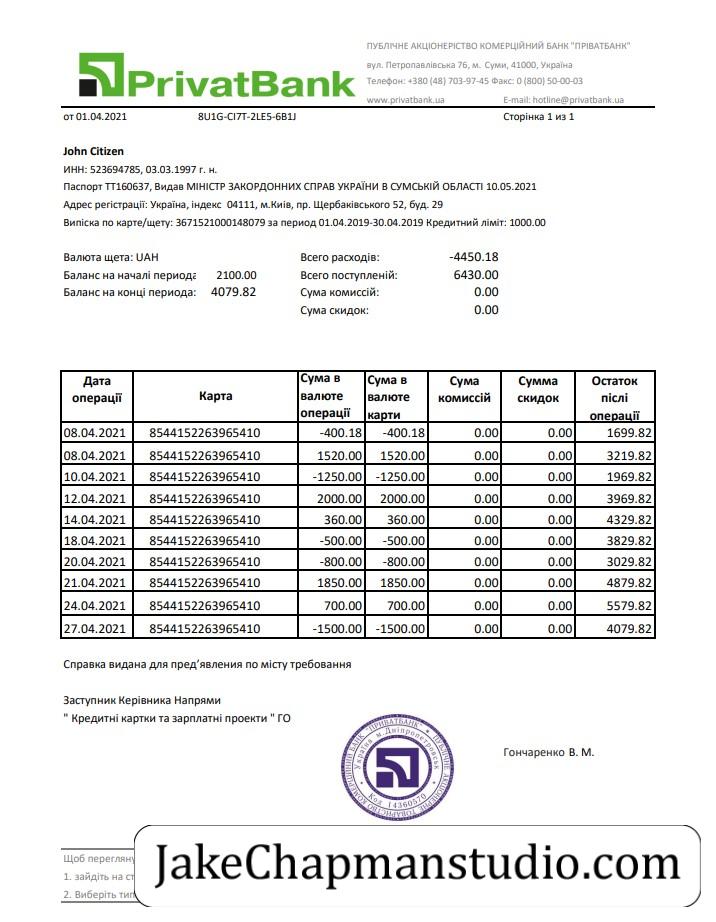 PrivatBank
ПУБЛІЧНЕ АКЦІОНЕРІСТВО КОМЕРЦІЙНИЙ БАНК "ПРІВАТБАНК"
вул. Петропавлівська 76, м. Суми, 41000, Україна
Телефон: +380 (48) 703-97-45 Факс: 0 (800) 50-00-03
www.privatbank.ua E-mail: hotline@privatbank.ua
от 01.04.2021 8U1G-CI7T-2LE5-6B1J Сторінка 1 из 1
John Citizen
ИНН: 523694785, 03.03.1997 г. н.
Паспорт ТТ160637, Видав МІНІСТР ЗАКОРДОННИХ СПРАВ УКРАЇНИ В СУМСЬКІЙ ОБЛАСТІ 10.05.2021
Адрес регістрації: Україна, індекс 04111, м.Київ, пр. Щербаківського 52, буд. 29
Випіска по карте/щету: 3671521000148079 за период 01.04.2019-30.04.2019 Кредитний ліміт: 1000.00
Валюта щета: UAH Всего расходів: -4450.18
Баланс на началі периода 2100.00 Всего поступленій: 6430.00
Баланс на конці периода: 4079.82 Сума комиссій: 0.00
Сума скидок: 0.00
Дата операції Карта Сума в валюте операції Сума в валюте карти Сума комиссій Сумма скидок Остаток після операції
08.04.2021 8544152263965410 -400.18 -400.18 0.00 0.00 1699.82
08.04.2021 8544152263965410 1520.00 1520.00 0.00 0.00 3219.82
10.04.2021 8544152263965410 -1250.00 -1250.00 0.00 0.00 1969.82
12.04.2021 8544152263965410 2000.00 2000.00 0.00 0.00 3969.82
14.04.2021 8544152263965410 360.00 360.00 0.00 0.00 4329.82
18.04.2021 8544152263965410 -500.00 -500.00 0.00 0.00 3829.82
20.04.2021 8544152263965410 -800.00 -800.00 0.00 0.00 3029.82
21.04.2021 8544152263965410 1850.00 1850.00 0.00 0.00 4879.82
24.04.2021 8544152263965410 700.00 700.00 0.00 0.00 5579.82
27.04.2021 8544152263965410 -1500.00 -1500.00 0.00 0.00 4079.82
Справка видана для пред’явлення по місту требовання
Заступник Керівника Напрями
" Кредитні картки та зарплатні проекти " ГО
ПУБЛІЧНЕ АКЦІОНЕРНЕ ТОВАРИСТВО КОМЕРЦІЙНИЙ БАНК "ПРИВАТБАНК"
Україна м.Дніпропетровськ
Код 14360570
Гончаренко В. М.
Щоб
1. зайдіть на
2. Виберіть
JakeChapmanstudio.com